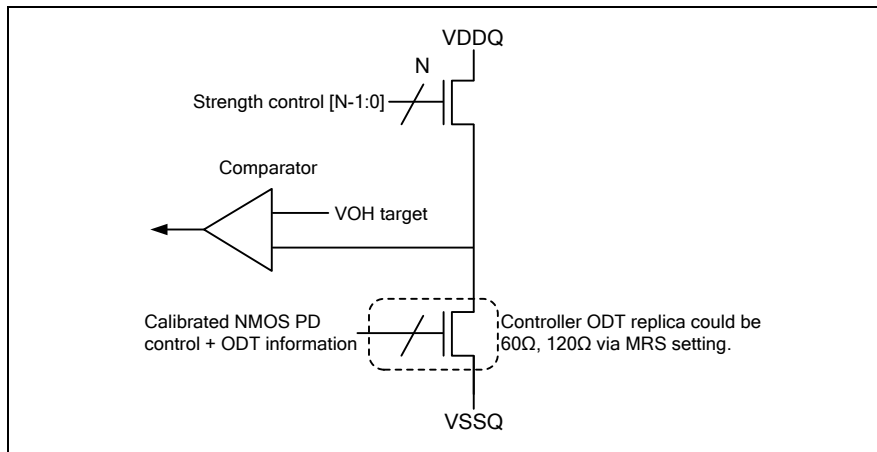 VDDQ
N
Strength control [N-1:0]
Comparator
VOH target
Calibrated NMOS PD
control + ODT information
Controller ODT replica could be
60Ω, 120Ω via MRS setting.
VSSQ